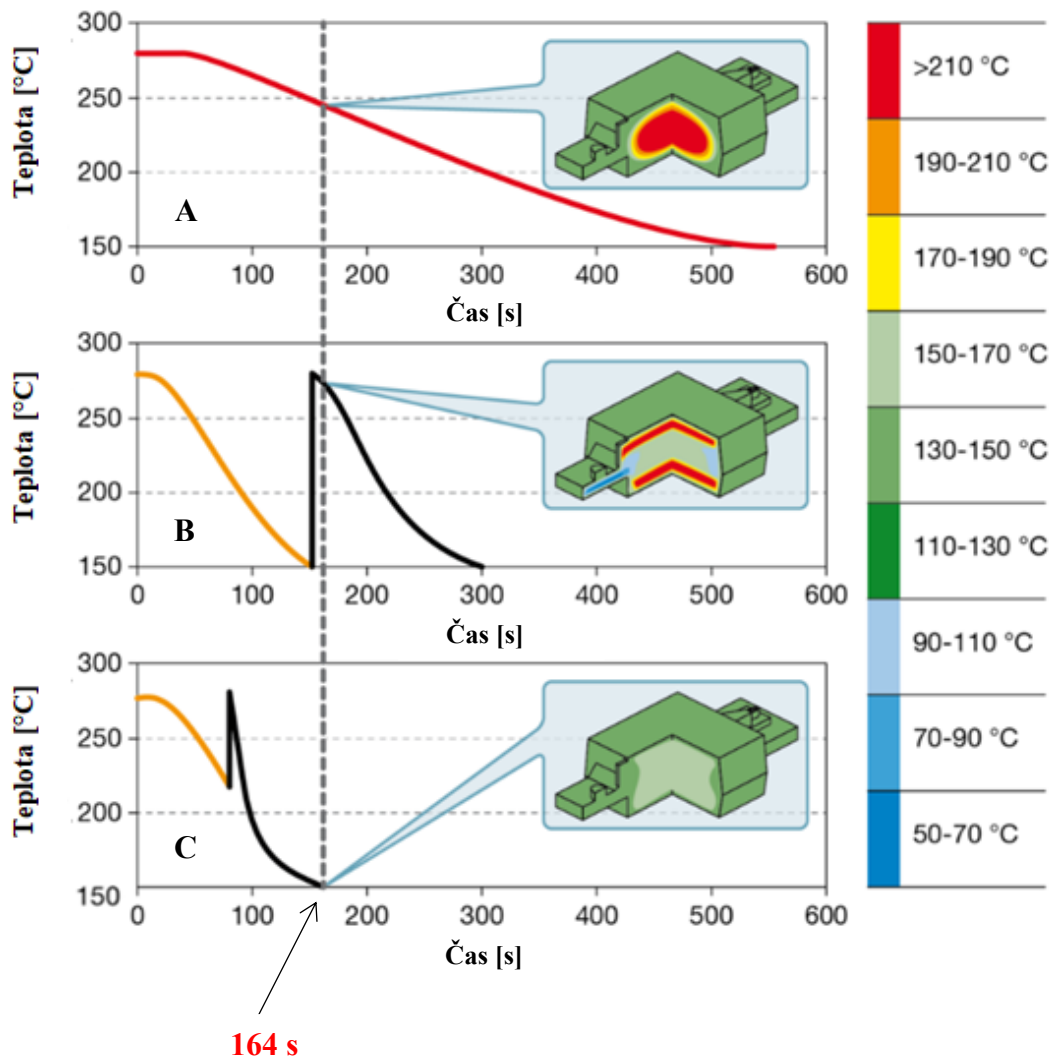 Teplota [°C]
300
250
200
150
A
0 100 200 300 400 500 600
Čas [s]
Teplota [°C]
300
250
200
150
B
0 100 200 300 400 500 600
Čas [s]
Teplota [°C]
300
250
200
150
C
0 100 200 300 400 500 600
Čas [s]
164 s
>210 °C
190-210 °C
170-190 °C
150-170 °C
130-150 °C
110-130 °C
90-110 °C
70-90 °C
50-70 °C